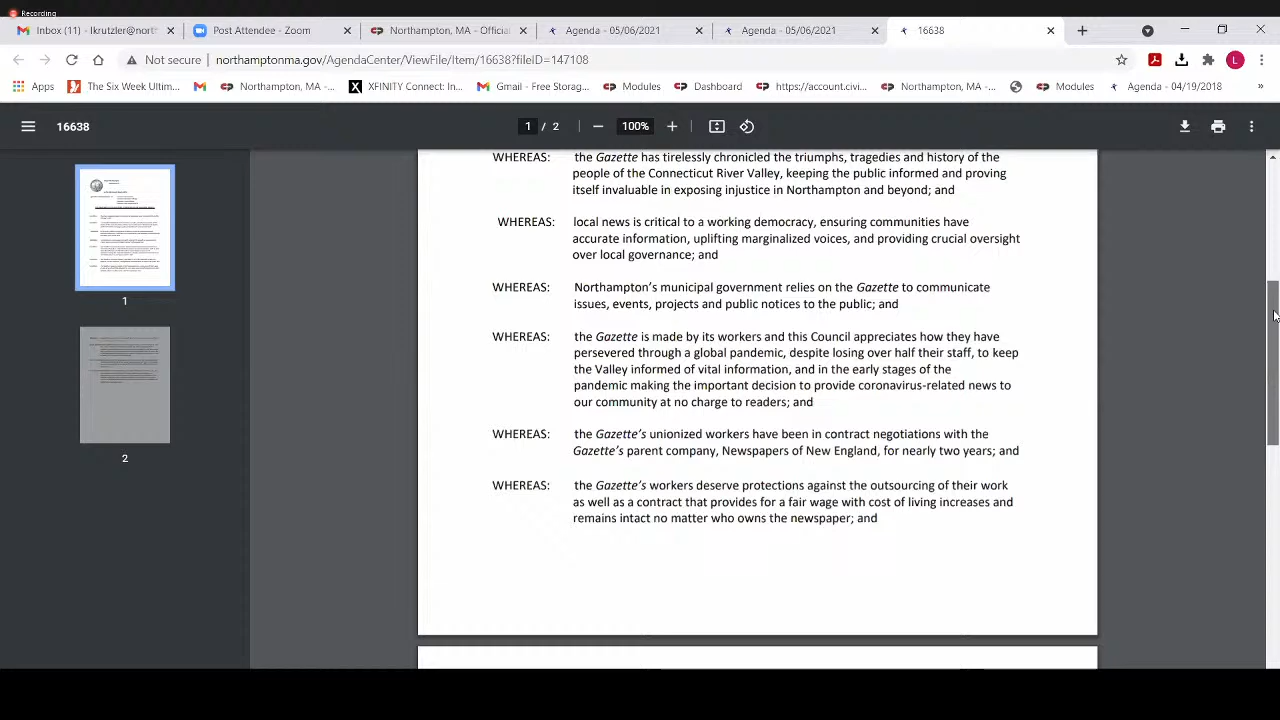 Recording
Inbox (11) - lkrutzler@nort
Post Attendee - Zoom
Northampton, MA - Official
Agenda - 05/06/2021
Agenda - 05/06/2021
16638
Not secure
northamptonma.gov/AgendaCenter/ViewFile/Item/16638?fileID=147108
L
Apps
The Six Week Ultim...
Northampton, MA -...
XFINITY Connect: In...
Gmail - Free Storag...
Modules
Dashboard
https://account.civi...
Northampton, MA -...
Modules
Agenda - 04/19/2018
»
16638
1 / 2
100%
WHEREAS: the Gazette has tirelessly chronicled the triumphs, tragedies and history of the
people of the Connecticut River Valley, keeping the public informed and proving
itself invaluable in exposing injustice in Northampton and beyond; and
WHEREAS: local news is critical to a working democracy, ensuring communities have
accurate information, uplifting marginalized voices, and providing crucial oversight
over local governance; and
WHEREAS: Northampton's municipal government relies on the Gazette to communicate
issues, events, projects and public notices to the public; and
WHEREAS: the Gazette is made by its workers and this Council appreciates how they have
persevered through a global pandemic, despite losing over half their staff, to keep
the Valley informed of vital information, and in the early stages of the
pandemic making the important decision to provide coronavirus-related news to
our community at no charge to readers; and
WHEREAS: the Gazette's unionized workers have been in contract negotiations with the
Gazette's parent company, Newspapers of New England, for nearly two years; and
WHEREAS: the Gazette's workers deserve protections against the outsourcing of their work
as well as a contract that provides for a fair wage with cost of living increases and
remains intact no matter who owns the newspaper; and
1
2